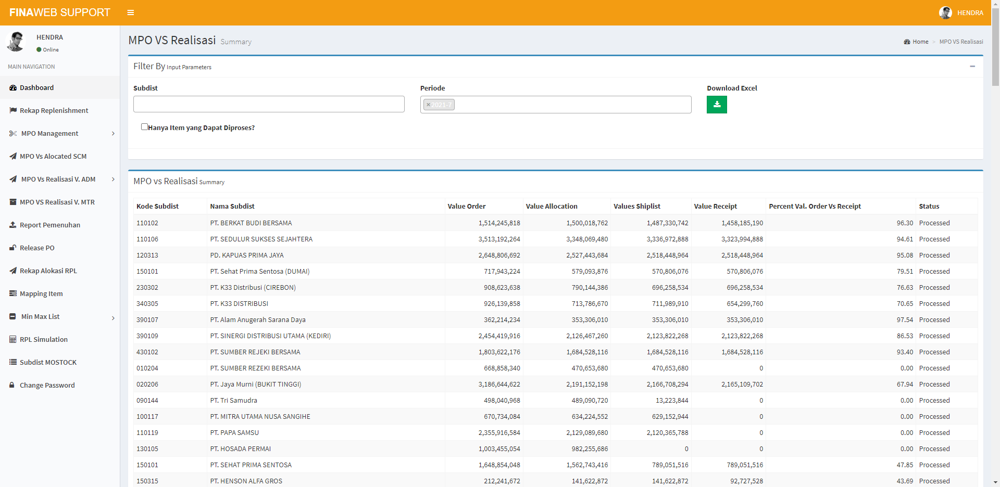 FINAWEB SUPPORT
HENDRA
HENDRA
Online
MAIN NAVIGATION
Dashboard
Rekap Replenishment
MPO Management
MPO Vs Alocated SCM
MPO Vs Realisasi V. ADM
MPO VS Realisasi V. MTR
Report Pemenuhan
Release PO
Rekap Alokasi RPL
Mapping Item
Min Max List
RPL Simulation
Subdist MOSTOCK
Change Password
MPO VS Realisasi Summary
Home > MPO VS Realisasi
Filter By Input Parameters
Subdist
Periode
Download Excel
× 2021-7
Hanya Item yang Dapat Diproses?
MPO vs Realisasi Summary
Kode Subdist Nama Subdist Value Order Value Allocation Values Shiplist Value Receipt Percent Val. Order Vs Receipt Status
110102 PT. BERKAT BUDI BERSAMA 1,514,245,818 1,500,018,762 1,487,330,742 1,458,185,190 96.30 Processed
110106 PT. SEDULUR SUKSES SEJAHTERA 3,513,192,264 3,348,069,480 3,336,972,888 3,323,994,888 94.61 Processed
120313 PD. KAPUAS PRIMA JAYA 2,648,806,692 2,527,443,684 2,518,448,964 2,518,448,964 95.08 Processed
150101 PT. Sehat Prima Sentosa (DUMAI) 717,943,224 579,093,876 570,806,076 570,806,076 79.51 Processed
230302 PT. K33 Distribusi (CIREBON) 908,623,638 790,144,386 696,258,534 696,258,534 76.63 Processed
340305 PT. K33 DISTRIBUSI 926,139,858 713,786,670 711,989,910 654,299,760 70.65 Processed
390107 PT. Alam Anugerah Sarana Daya 362,214,234 353,306,010 353,306,010 353,306,010 97.54 Processed
390109 PT. SINERGI DISTRIBUSI UTAMA (KEDIRI) 2,454,419,916 2,126,467,260 2,123,822,268 2,123,822,268 86.53 Processed
430102 PT. SUMBER REJEKI BERSAMA 1,803,622,176 1,684,528,116 1,684,528,116 1,684,528,116 93.40 Processed
010204 PT. SUMBER REZEKI BERSAMA 668,858,340 470,653,680 470,653,680 0 0.00 Processed
020206 PT. Jaya Murni (BUKIT TINGGI) 3,186,644,622 2,191,152,198 2,166,708,294 2,165,109,702 67.94 Processed
090144 PT. Tri Samudra 498,040,968 489,090,720 13,223,844 0 0.00 Processed
100117 PT. MITRA UTAMA NUSA SANGIHE 670,734,084 634,224,552 629,152,944 0 0.00 Processed
110119 PT. PAPA SAMSU 2,355,916,584 2,129,089,680 2,120,365,788 0 0.00 Processed
130105 PT. HOSADA PERMAI 1,003,455,054 982,255,686 0 0 0.00 Processed
150101 PT. SEHAT PRIMA SENTOSA 1,648,854,048 1,562,743,416 789,051,516 789,051,516 47.85 Processed
150315 PT. HENSON ALFA GROS 212,241,672 141,622,872 141,622,872 92,727,528 43.69 Processed